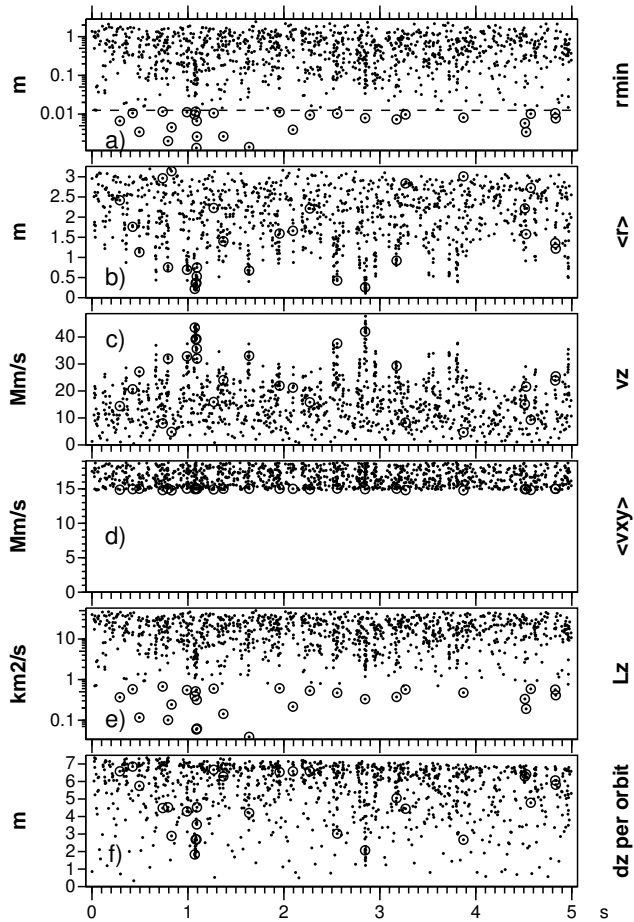 1
0.1
0.01
m
rmin
a)
3
2.5
2
1.5
1
0.5
0
m
<r>
b)
40
30
20
10
0
Mm/s
vz
c)
15
10
5
0
Mm/s
<vxy>
d)
10
1
0.1
km2/s
Lz
e)
7
6
5
4
3
2
1
0
m
dz per orbit
f)
0 1 2 3 4 5 s